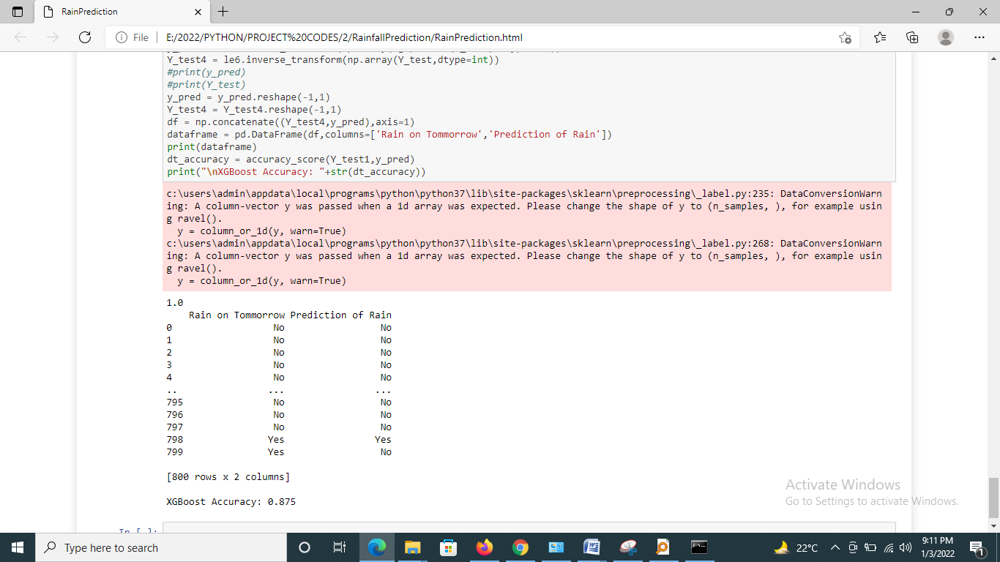 RainPrediction
File
E:/2022/PYTHON/PROJECT%20CODES/2/RainfallPrediction/RainPrediction.html
Y_test4 = le6.inverse_transform(np.array(Y_test,dtype=int))
#print(y_pred)
#print(Y_test)
y_pred = y_pred.reshape(-1,1)
Y_test4 = Y_test4.reshape(-1,1)
df = np.concatenate((Y_test4,y_pred),axis=1)
dataframe = pd.DataFrame(df,columns=['Rain on Tommorrow','Prediction of Rain'])
print(dataframe)
dt_accuracy = accuracy_score(Y_test1,y_pred)
print("\nXGBoost Accuracy: "+str(dt_accuracy))
c:\users\admin\appdata\local\programs\python\python37\lib\site-packages\sklearn\preprocessing\_label.py:235: DataConversionWarn
ing: A column-vector y was passed when a 1d array was expected. Please change the shape of y to (n_samples, ), for example usin
g ravel().
y = column_or_1d(y, warn=True)
c:\users\admin\appdata\local\programs\python\python37\lib\site-packages\sklearn\preprocessing\_label.py:268: DataConversionWarn
ing: A column-vector y was passed when a 1d array was expected. Please change the shape of y to (n_samples, ), for example usin
g ravel().
y = column_or_1d(y, warn=True)
1.0
Rain on Tommorrow Prediction of Rain
0 No No
1 No No
2 No No
3 No No
4 No No
.. ... ...
795 No No
796 No No
797 No No
798 Yes Yes
799 Yes No
[800 rows x 2 columns]
XGBoost Accuracy: 0.875
Activate Windows
Go to Settings to activate Windows.
In [ ]:
Type here to search
22°C
9:11 PM
1/3/2022
1